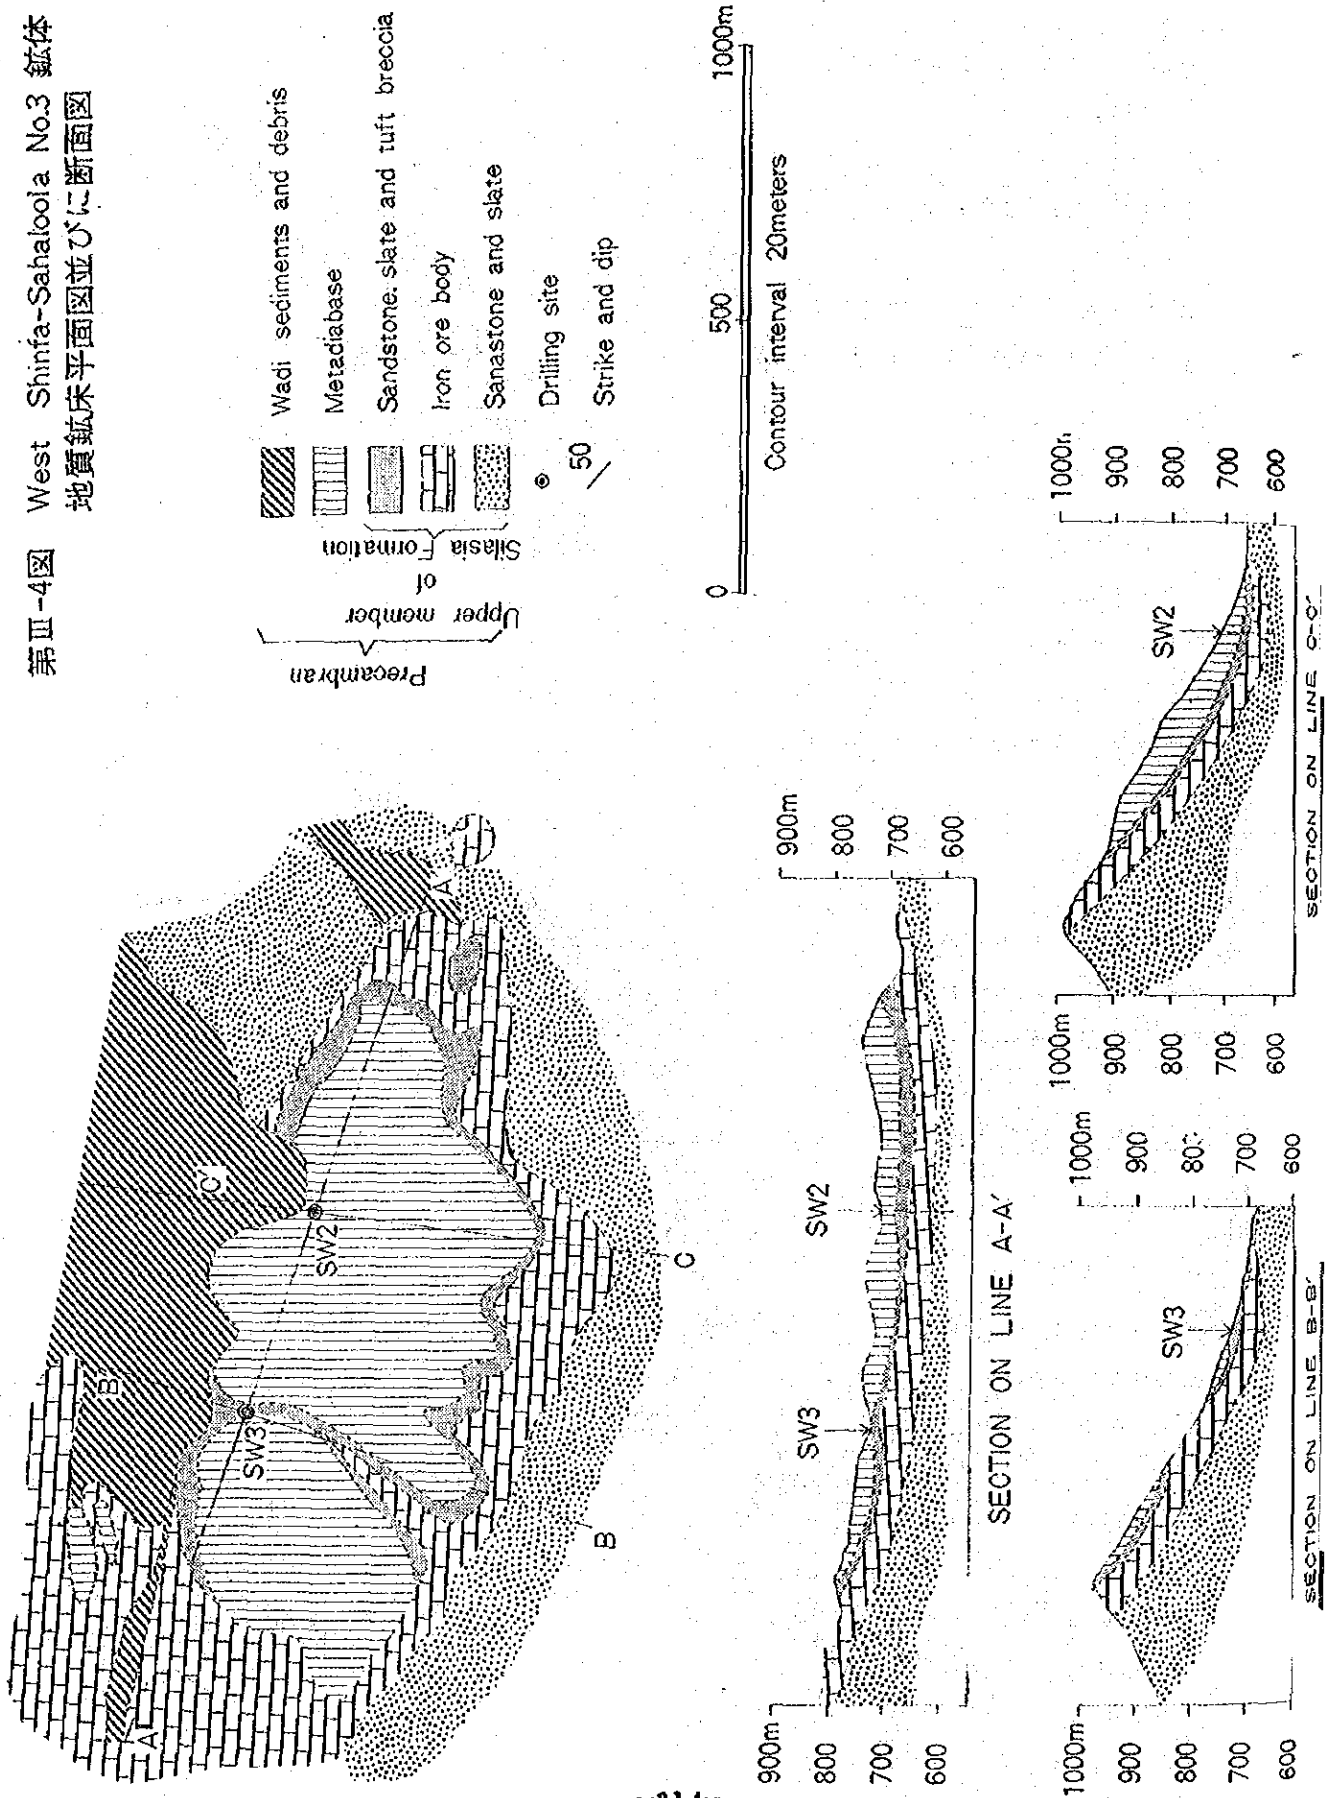 第Ⅲ-4図 West Shinfa-Sahaloola No.3 鉱体
地質鉱床平面図並びに断面図
Wadi sediments and debris
Metadiabase
Sandstone. slate and tuft breccia
Iron ore body
Sanastone and slate
Drilling site
50 Strike and dip
Silasia Formation
of
Upper member
Precambran
0 500 1000m
Contour interval 20meters
A
B
C
A
B'
C'
SW3
SW2
900m
800
700
600
SW3
SW2
900m
800
700
600
SECTION ON LINE A-A'
1000m
900
800
700
600
SW3
1000m
900
700
600
SECTION ON LINE B-B'
1000m
900
800
700
600
SW2
900
800
700
600
SECTION ON LINE